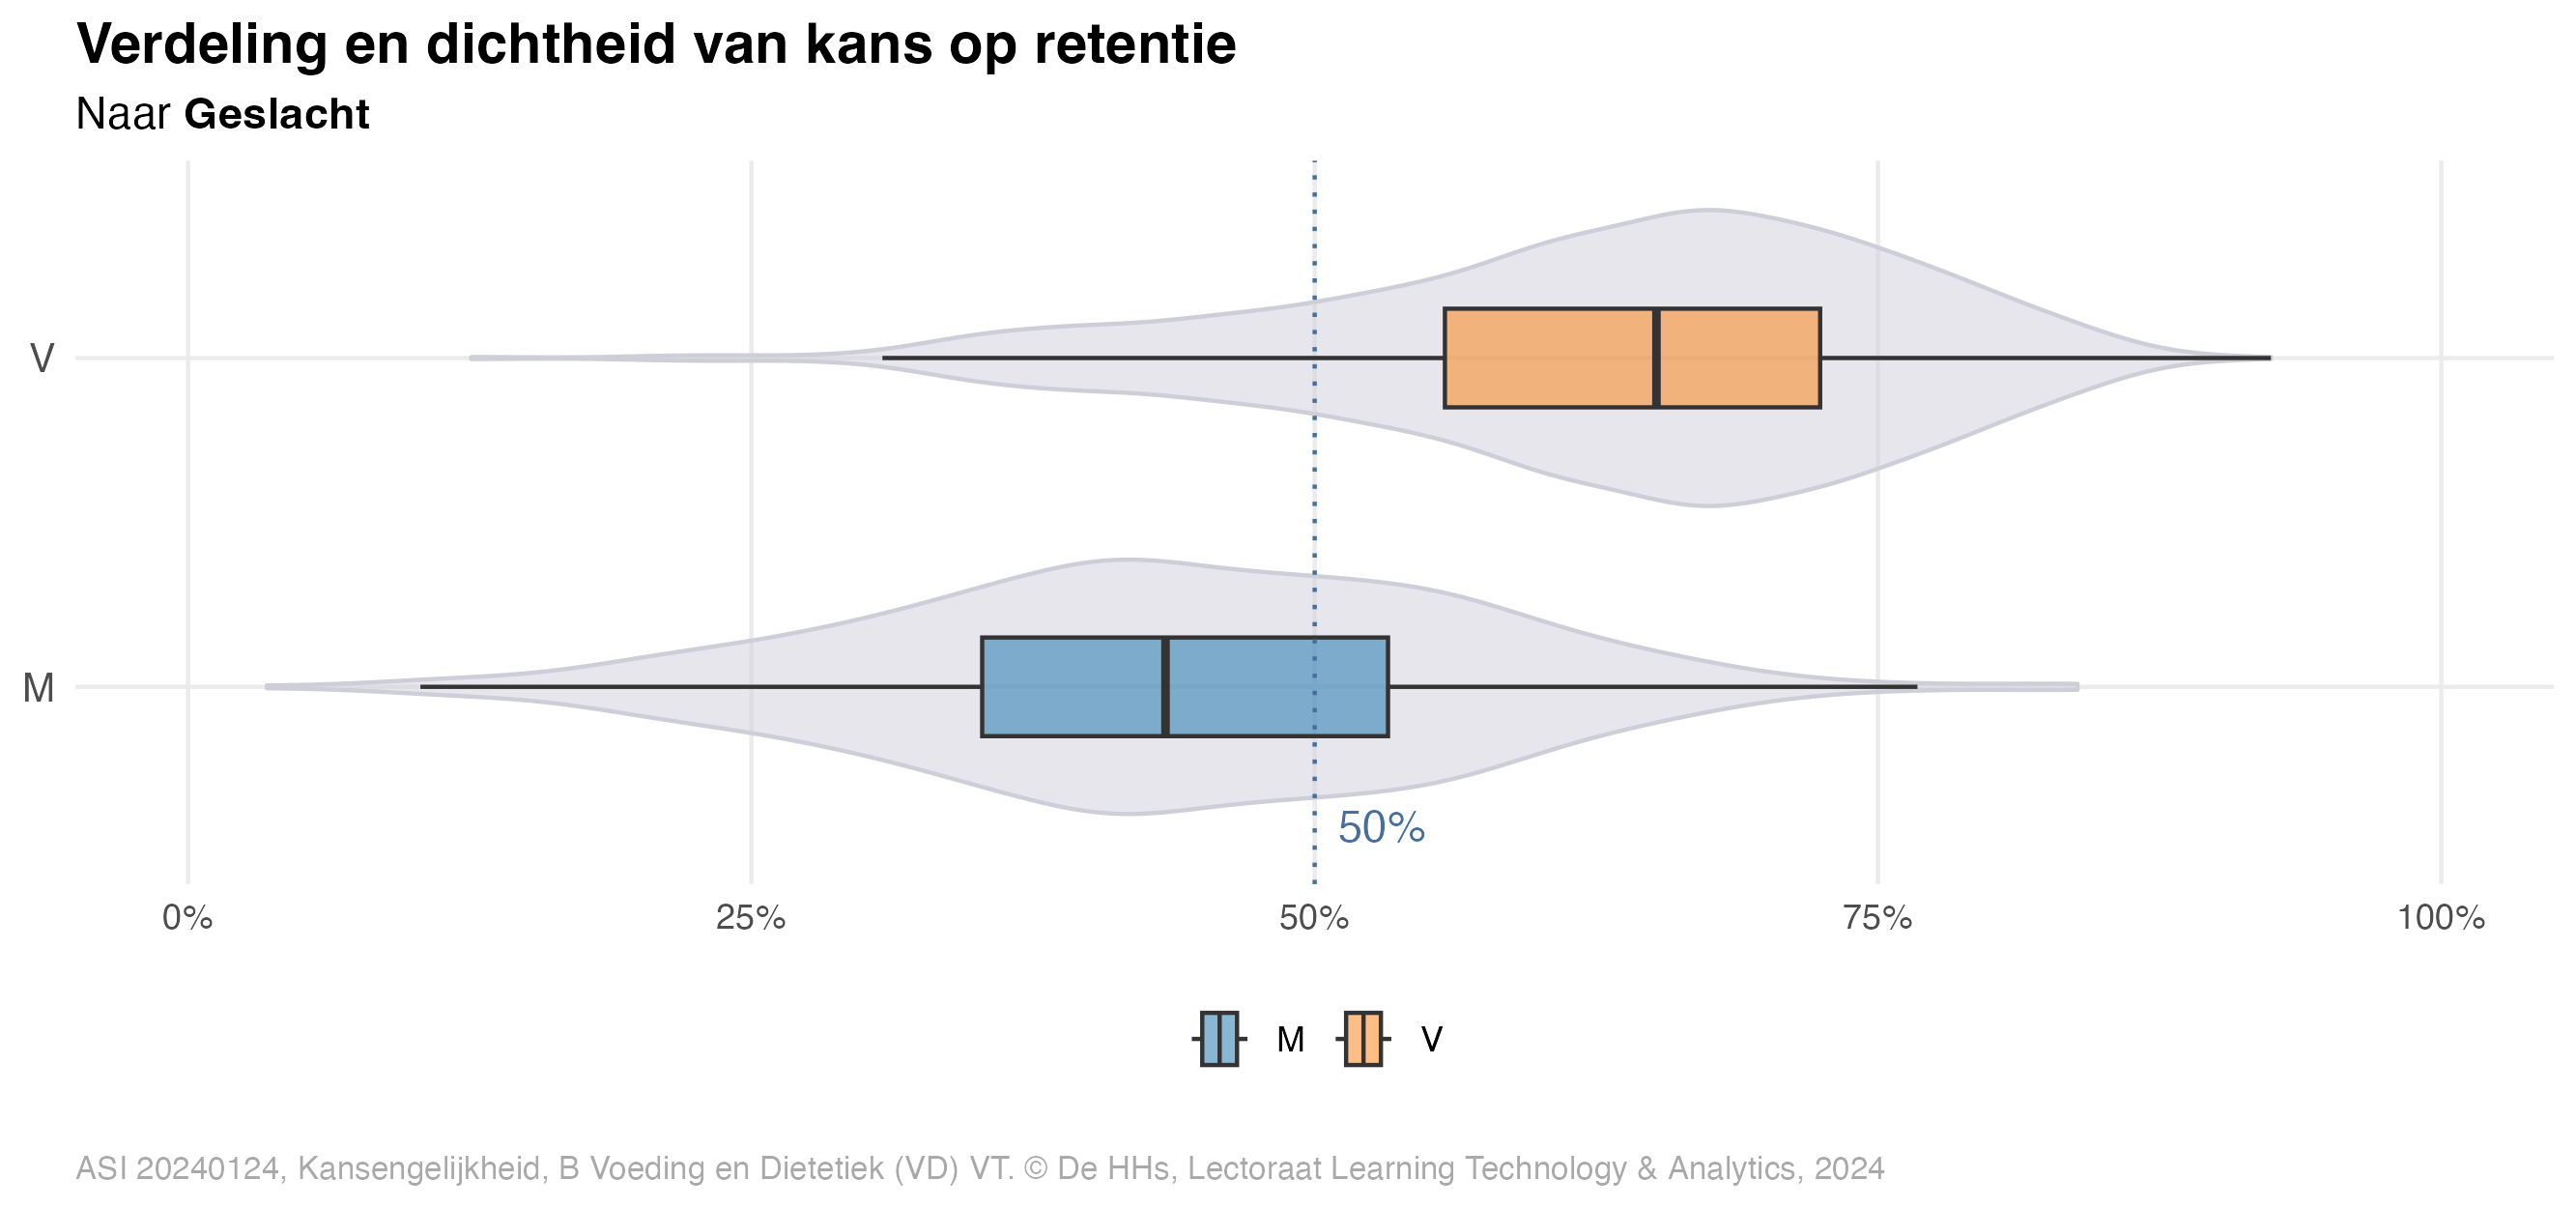 Verdeling en dichtheid van kans op retentie
Naar Geslacht
V
M
50%
0% 25% 50% 75% 100%
M V
ASI 20240124, Kansengelijkheid, B Voeding en Dietetiek (VD) VT. © De HHs, Lectoraat Learning Technology & Analytics, 2024